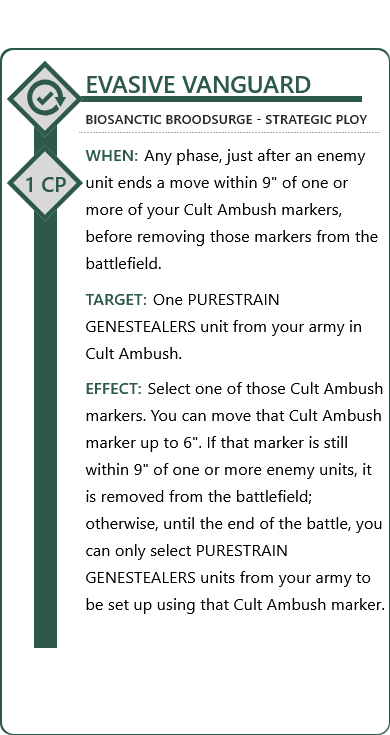 EVASIVE VANGUARD
BIOSANCTIC BROODSURGE - STRATEGIC PLOY
1 CP
WHEN: Any phase, just after an enemy
unit ends a move within 9" of one or
more of your Cult Ambush markers,
before removing those markers from the
battlefield.
TARGET: One PURESTRAIN
GENESTEALERS unit from your army in
Cult Ambush.
EFFECT: Select one of those Cult Ambush
markers. You can move that Cult Ambush
marker up to 6". If that marker is still
within 9" of one or more enemy units, it
is removed from the battlefield;
otherwise, until the end of the battle, you
can only select PURESTRAIN
GENESTEALERS units from your army to
be set up using that Cult Ambush marker.